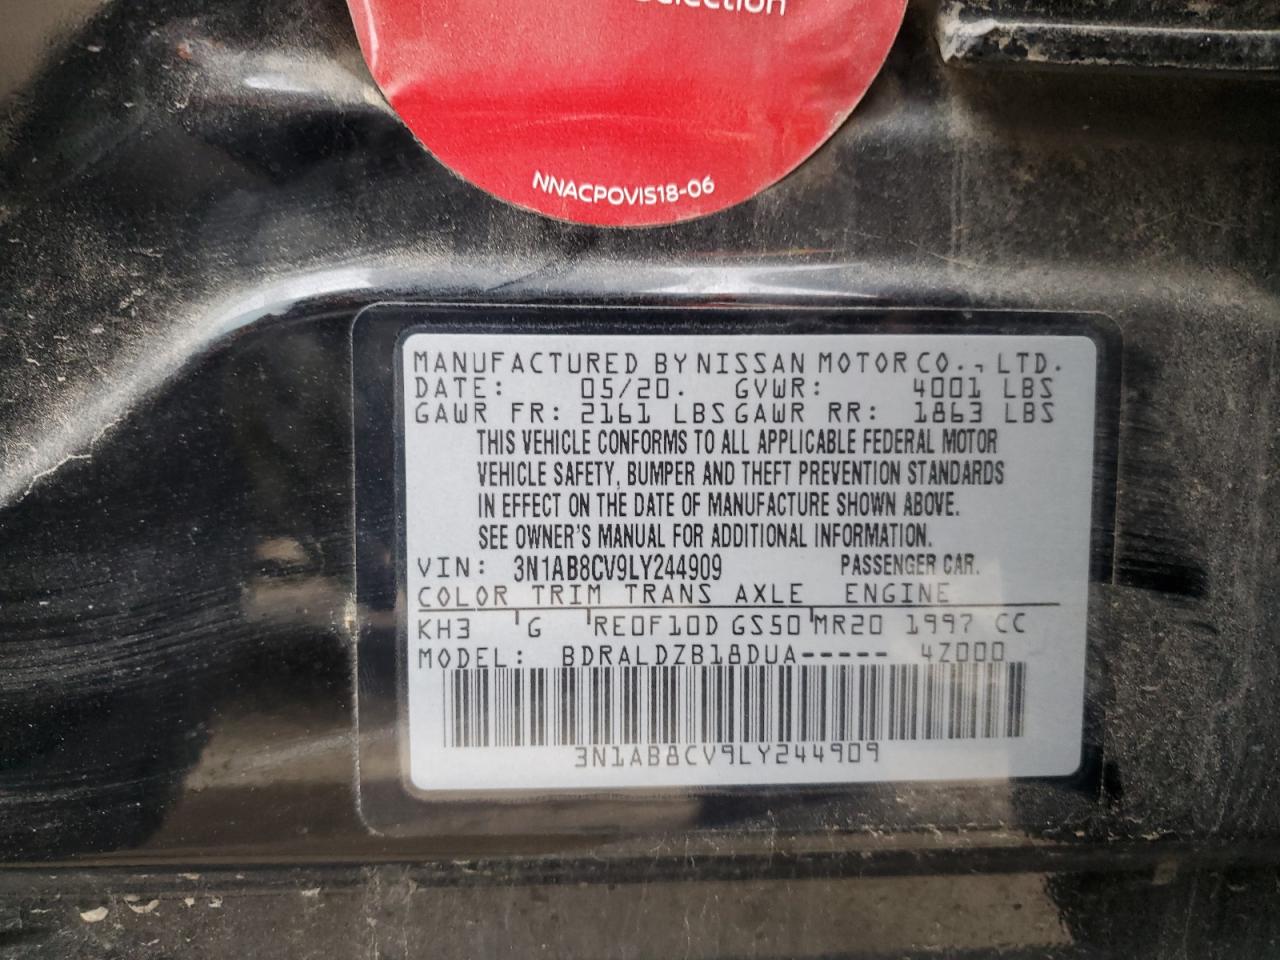 NNACPOVIS18-06
MANUFACTURED BY NISSAN MOTOR CO., LTD.
DATE: 05/20. GVWR: 4001 LBS
GAWR FR: 2161 LBS GAWR RR: 1863 LBS
THIS VEHICLE CONFORMS TO ALL APPLICABLE FEDERAL MOTOR
VEHICLE SAFETY, BUMPER AND THEFT PREVENTION STANDARDS
IN EFFECT ON THE DATE OF MANUFACTURE SHOWN ABOVE.
SEE OWNER'S MANUAL FOR ADDITIONAL INFORMATION.
VIN: 3N1AB8CV9LY244909 PASSENGER CAR.
COLOR TRIM TRANS AXLE ENGINE
KH3 G RE0F10D GS50 MR20 1997 CC
MODEL: BDRALDZB18DUA----- 4Z000
3N1AB8CV9LY244909